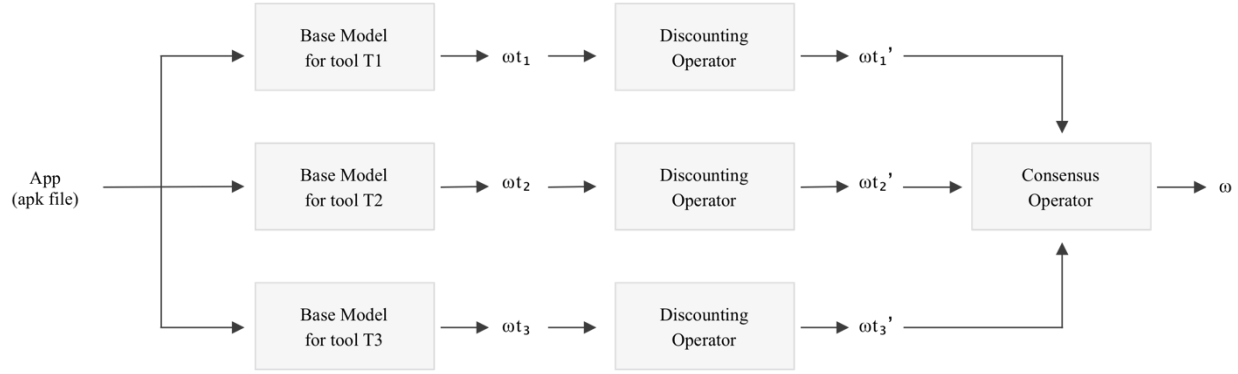 Base Model
for tool T1
ωt₁
Discounting
Operator
ωt₁’
App
(apk file)
Base Model
for tool T2
ωt₂
Discounting
Operator
ωt₂’
Consensus
Operator
ω
Base Model
for tool T3
ωt₃
Discounting
Operator
ωt₃’